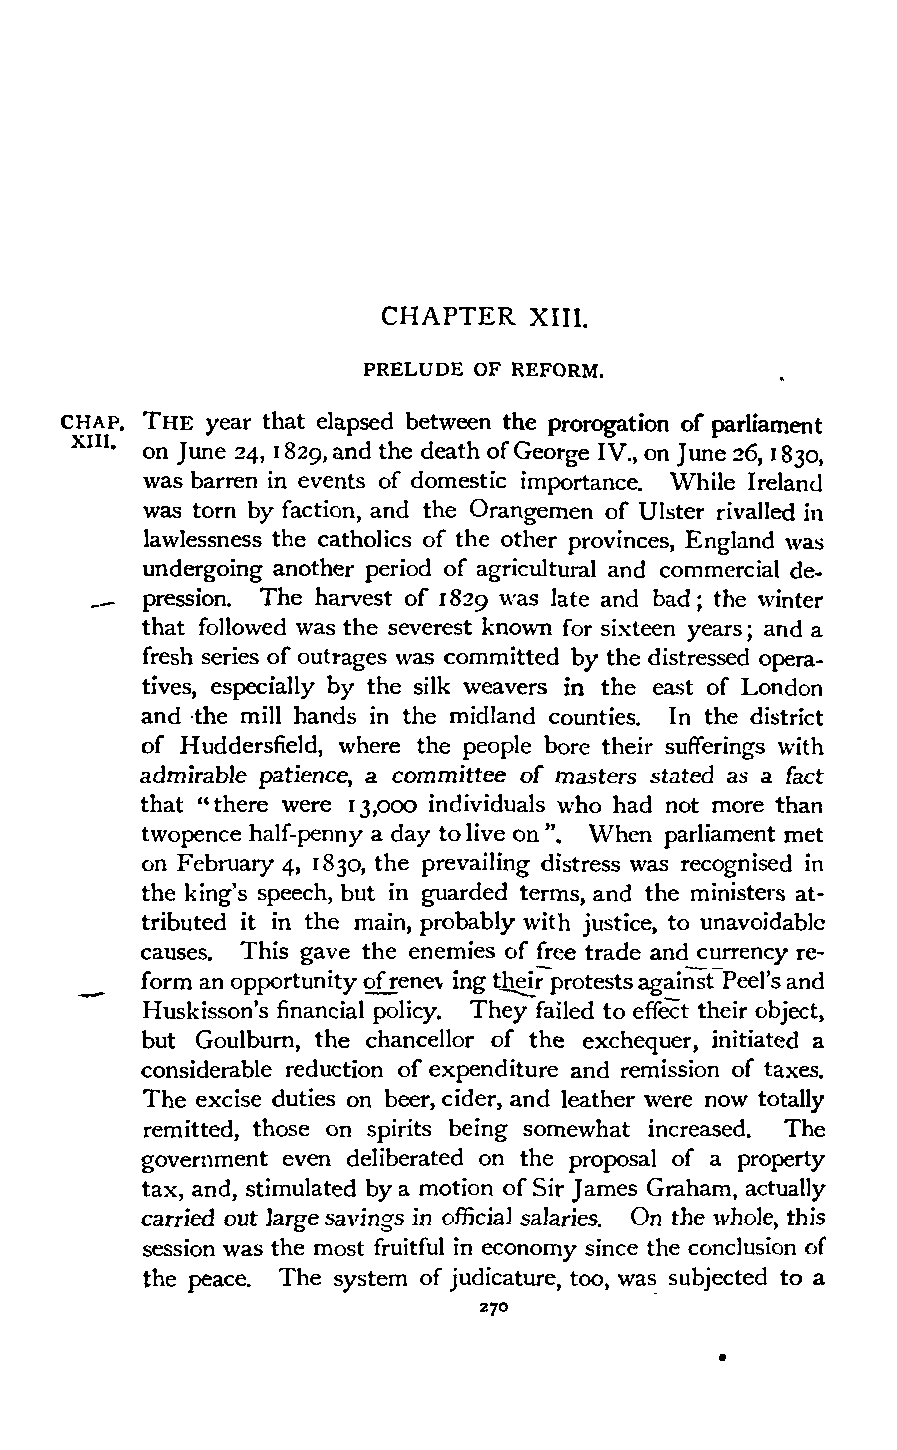 CHAPTER XIII.
PRELUDE OF REFORM.
CHAP. XIII.
THE year that elapsed between the prorogation of parliament
on June 24, 1829, and the death of George IV., on June 26, 1830,
was barren in events of domestic importance. While Ireland
was torn by faction, and the Orangemen of Ulster rivalled in
lawlessness the catholics of the other provinces, England was
undergoing another period of agricultural and commercial de-
pression. The harvest of 1829 was late and bad; the winter
that followed was the severest known for sixteen years; and a
fresh series of outrages was committed by the distressed opera-
tives, especially by the silk weavers in the east of London
and the mill hands in the midland counties. In the district
of Huddersfield, where the people bore their sufferings with
admirable patience, a committee of masters stated as a fact
that "there were 13,000 individuals who had not more than
twopence half-penny a day to live on". When parliament met
on February 4, 1830, the prevailing distress was recognised in
the king's speech, but in guarded terms, and the ministers at-
tributed it in the main, probably with justice, to unavoidable
causes. This gave the enemies of free trade and currency re-
form an opportunity of renewing their protests against Peel's and
Huskisson's financial policy. They failed to effect their object,
but Goulburn, the chancellor of the exchequer, initiated a
considerable reduction of expenditure and remission of taxes.
The excise duties on beer, cider, and leather were now totally
remitted, those on spirits being somewhat increased. The
government even deliberated on the proposal of a property
tax, and, stimulated by a motion of Sir James Graham, actually
carried out large savings in official salaries. On the whole, this
session was the most fruitful in economy since the conclusion of
the peace. The system of judicature, too, was subjected to a
270